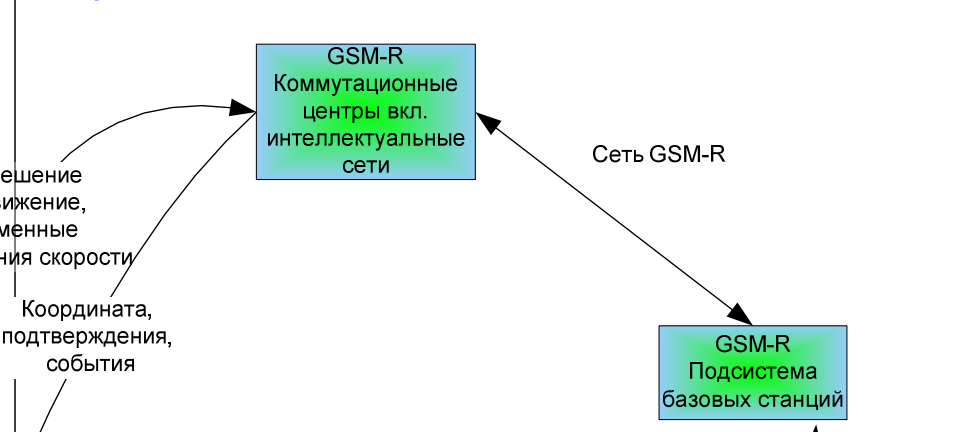 GSM-R
Коммутационные
центры вкл.
интеллектуальные
сети
Сеть GSM-R
ешение
ижение,
менные
ния скорости
Координата,
подтверждения,
события
GSM-R
Подсистема
базовых станций